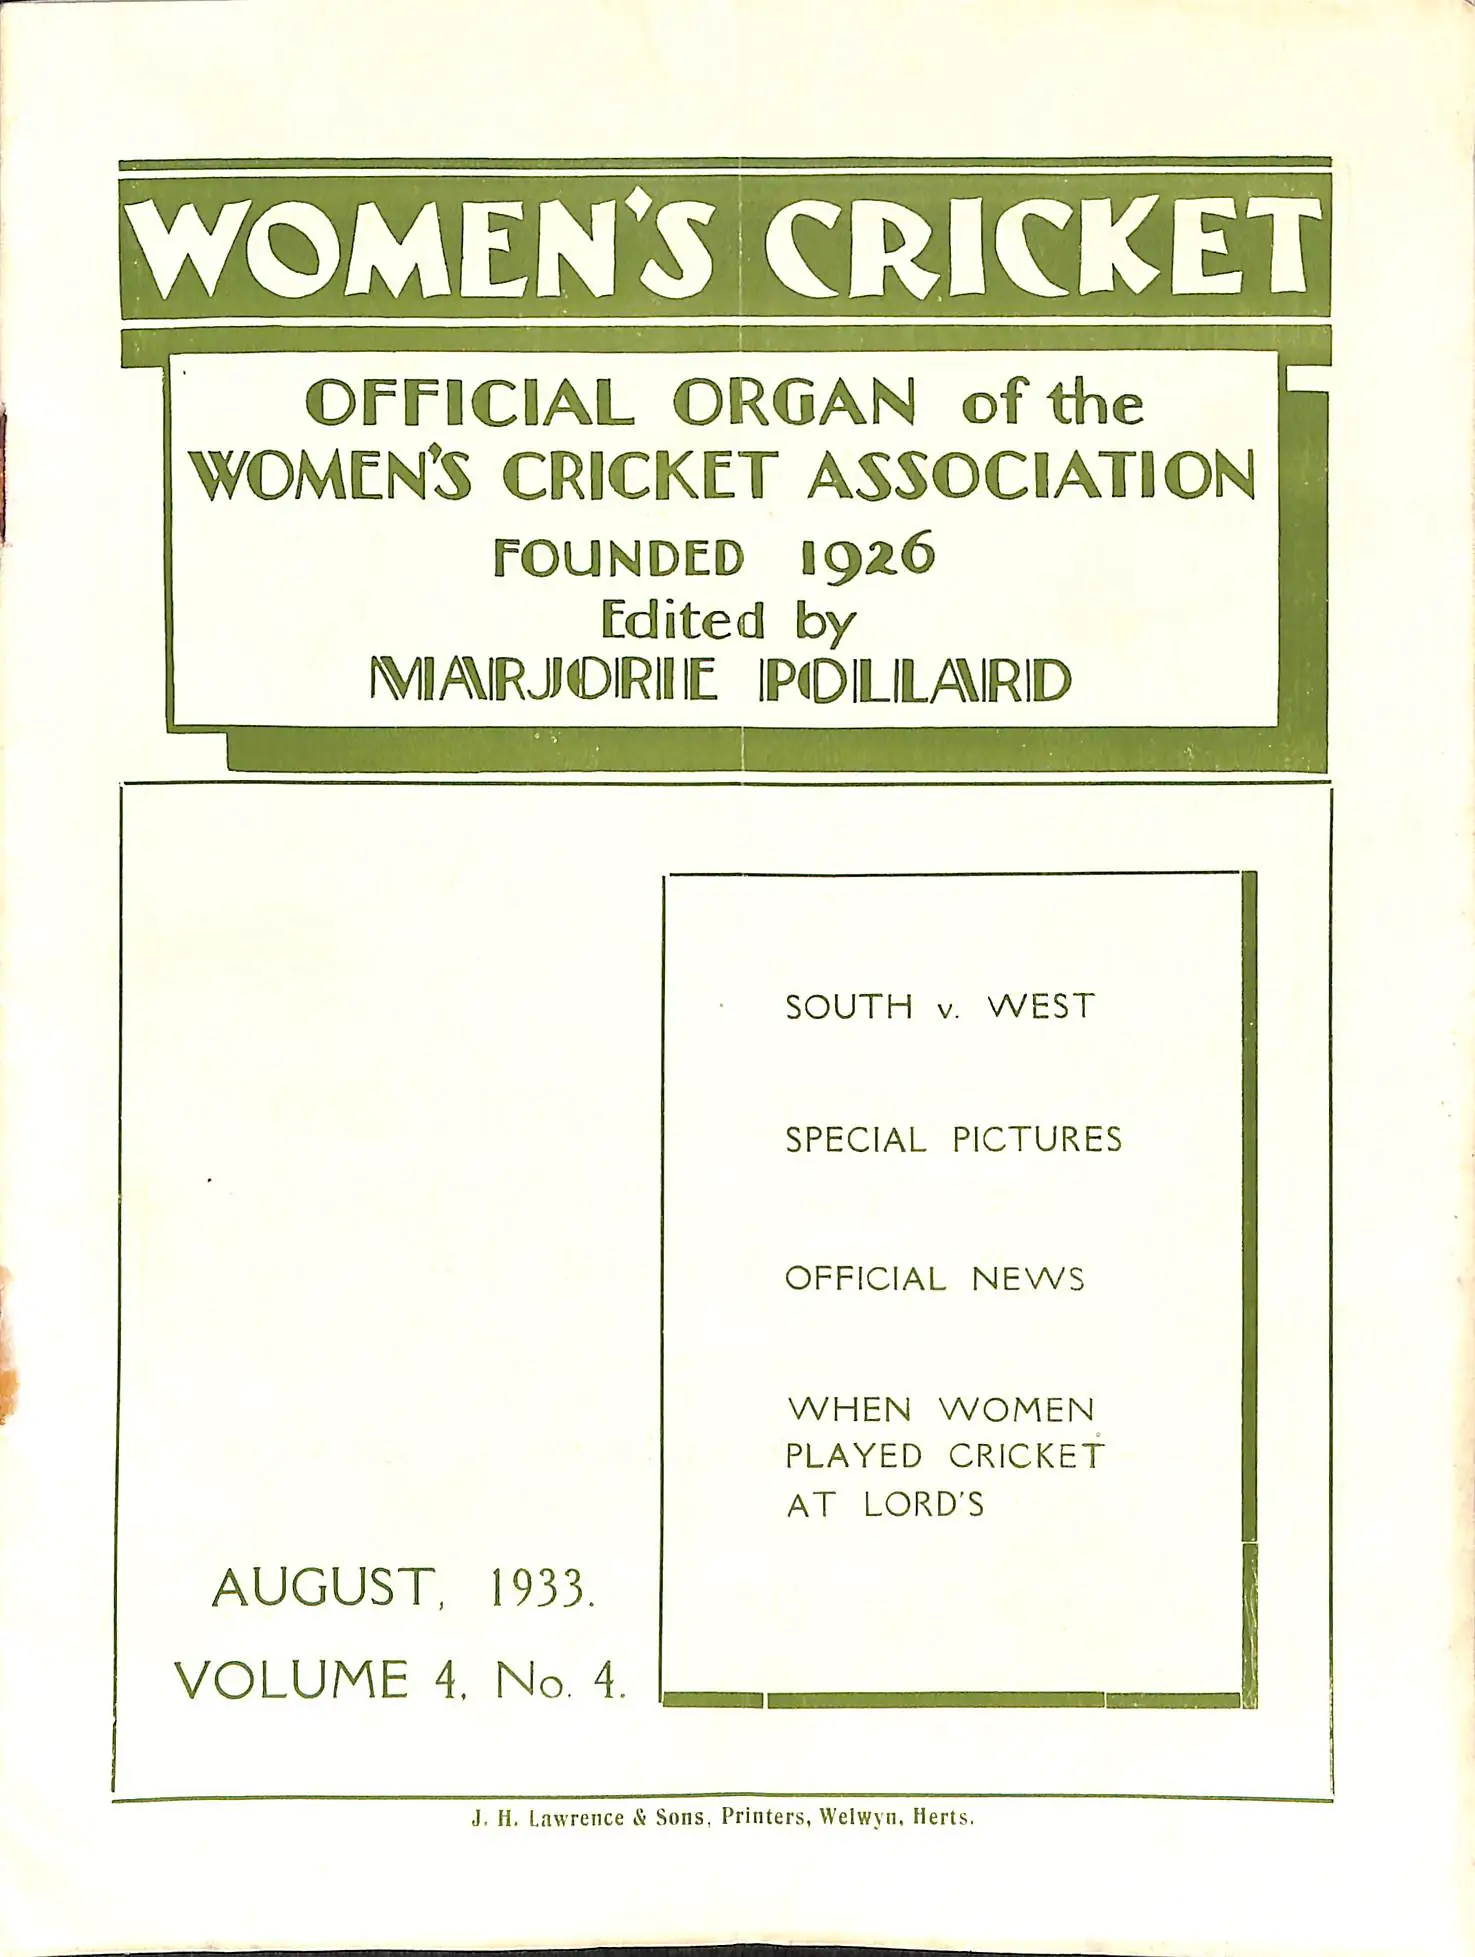 WOMEN'S CRICKET
OFFICIAL ORGAN of the
WOMEN'S CRICKET ASSOCIATION
FOUNDED 1926
Edited by
MARJORIE POLLARD
SOUTH v. WEST
SPECIAL PICTURES
OFFICIAL NEWS
WHEN WOMEN
PLAYED CRICKET
AT LORD'S
AUGUST, 1933.
VOLUME 4, No. 4.
J. H. Lawrence & Sons, Printers, Welwyn, Herts.